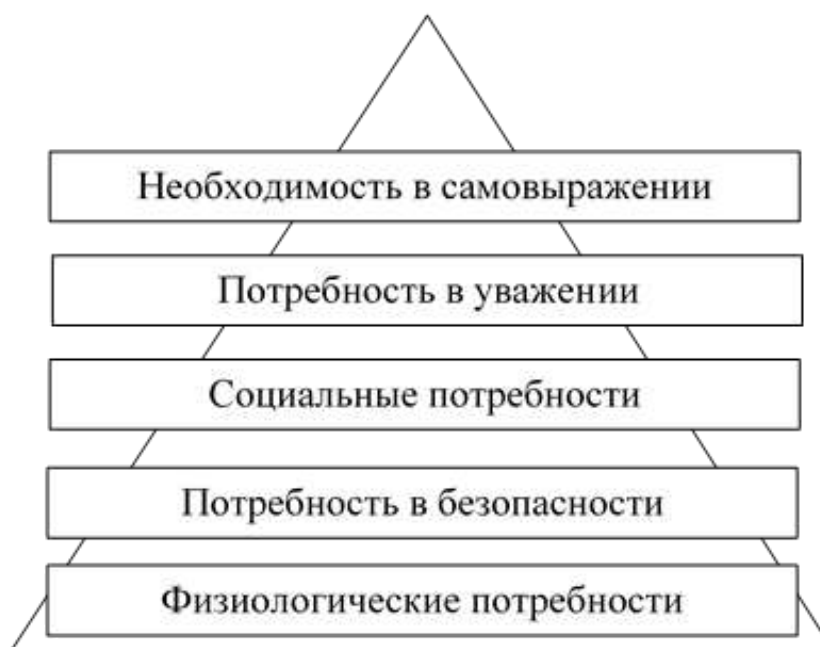 Необходимость в самовыражении
Потребность в уважении
Социальные потребности
Потребность в безопасности
Физиологические потребности